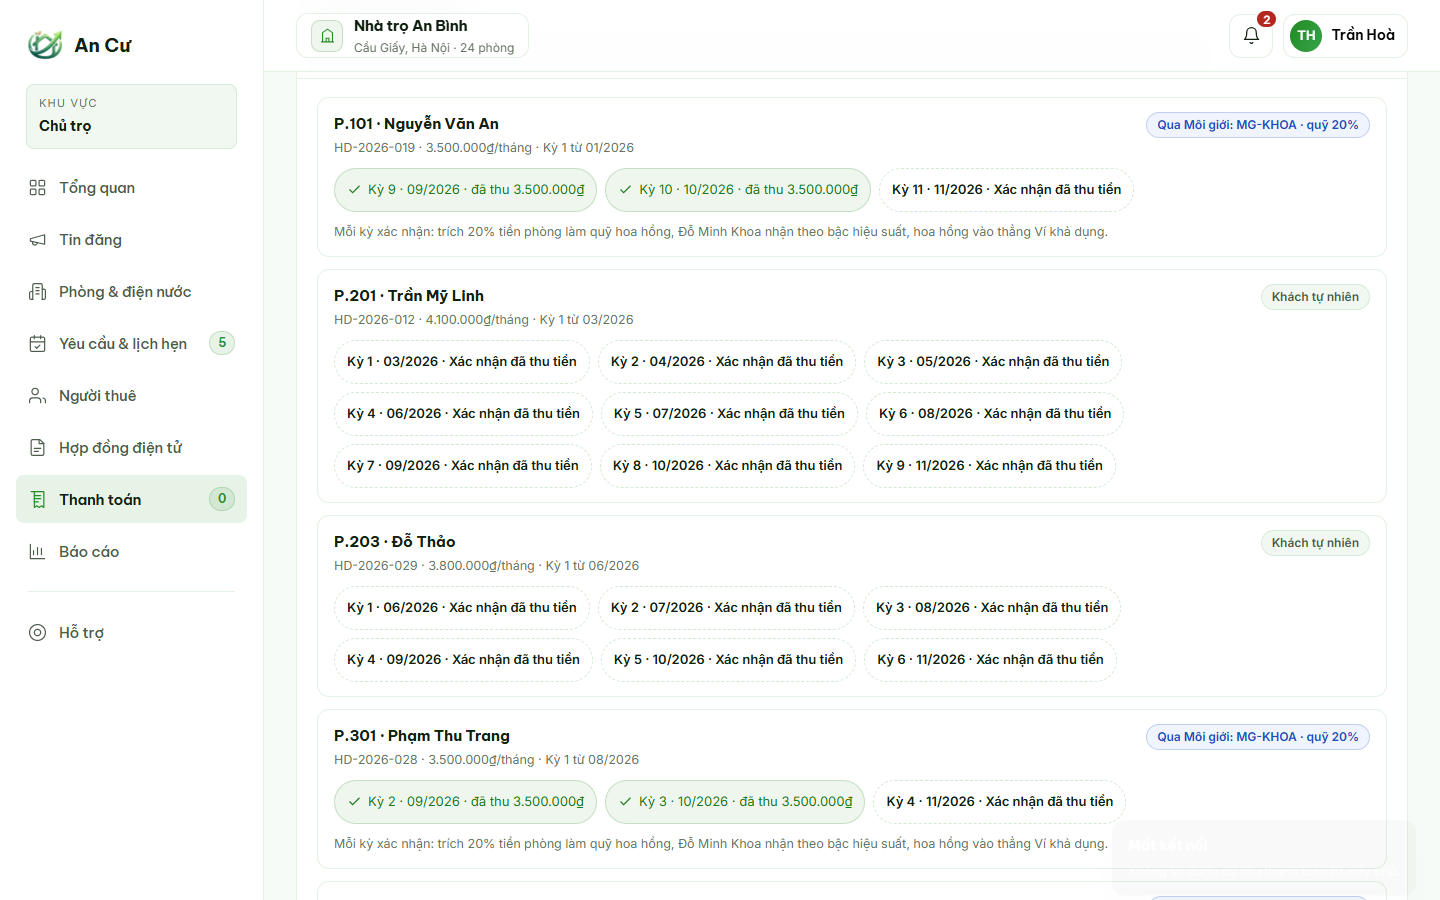 An Cư
KHU VỰC
Chủ trọ
Tổng quan
Tin đăng
Phòng & điện nước
Yêu cầu & lịch hẹn 5
Người thuê
Hợp đồng điện tử
Thanh toán 0
Báo cáo
Hỗ trợ
Nhà trọ An Bình
Cầu Giấy, Hà Nội · 24 phòng
2
TH Trần Hoà
P.101 · Nguyễn Văn An
Qua Môi giới: MG-KHOA · quỹ 20%
HD-2026-019 · 3.500.000₫/tháng · Kỳ 1 từ 01/2026
Kỳ 9 · 09/2026 · đã thu 3.500.000₫
Kỳ 10 · 10/2026 · đã thu 3.500.000₫
Kỳ 11 · 11/2026 · Xác nhận đã thu tiền
Mỗi kỳ xác nhận: trích 20% tiền phòng làm quỹ hoa hồng, Đỗ Minh Khoa nhận theo bậc hiệu suất, hoa hồng vào thẳng Ví khả dụng.
P.201 · Trần Mỹ Linh
Khách tự nhiên
HD-2026-012 · 4.100.000₫/tháng · Kỳ 1 từ 03/2026
Kỳ 1 · 03/2026 · Xác nhận đã thu tiền
Kỳ 2 · 04/2026 · Xác nhận đã thu tiền
Kỳ 3 · 05/2026 · Xác nhận đã thu tiền
Kỳ 4 · 06/2026 · Xác nhận đã thu tiền
Kỳ 5 · 07/2026 · Xác nhận đã thu tiền
Kỳ 6 · 08/2026 · Xác nhận đã thu tiền
Kỳ 7 · 09/2026 · Xác nhận đã thu tiền
Kỳ 8 · 10/2026 · Xác nhận đã thu tiền
Kỳ 9 · 11/2026 · Xác nhận đã thu tiền
P.203 · Đỗ Thảo
Khách tự nhiên
HD-2026-029 · 3.800.000₫/tháng · Kỳ 1 từ 06/2026
Kỳ 1 · 06/2026 · Xác nhận đã thu tiền
Kỳ 2 · 07/2026 · Xác nhận đã thu tiền
Kỳ 3 · 08/2026 · Xác nhận đã thu tiền
Kỳ 4 · 09/2026 · Xác nhận đã thu tiền
Kỳ 5 · 10/2026 · Xác nhận đã thu tiền
Kỳ 6 · 11/2026 · Xác nhận đã thu tiền
P.301 · Phạm Thu Trang
Qua Môi giới: MG-KHOA · quỹ 20%
HD-2026-028 · 3.500.000₫/tháng · Kỳ 1 từ 08/2026
Kỳ 2 · 09/2026 · đã thu 3.500.000₫
Kỳ 3 · 10/2026 · đã thu 3.500.000₫
Kỳ 4 · 11/2026 · Xác nhận đã thu tiền
Mỗi kỳ xác nhận: trích 20% tiền phòng làm quỹ hoa hồng, Đỗ Minh Khoa nhận theo bậc hiệu suất, hoa hồng vào thẳng Ví khả dụng.
Mất kết nối